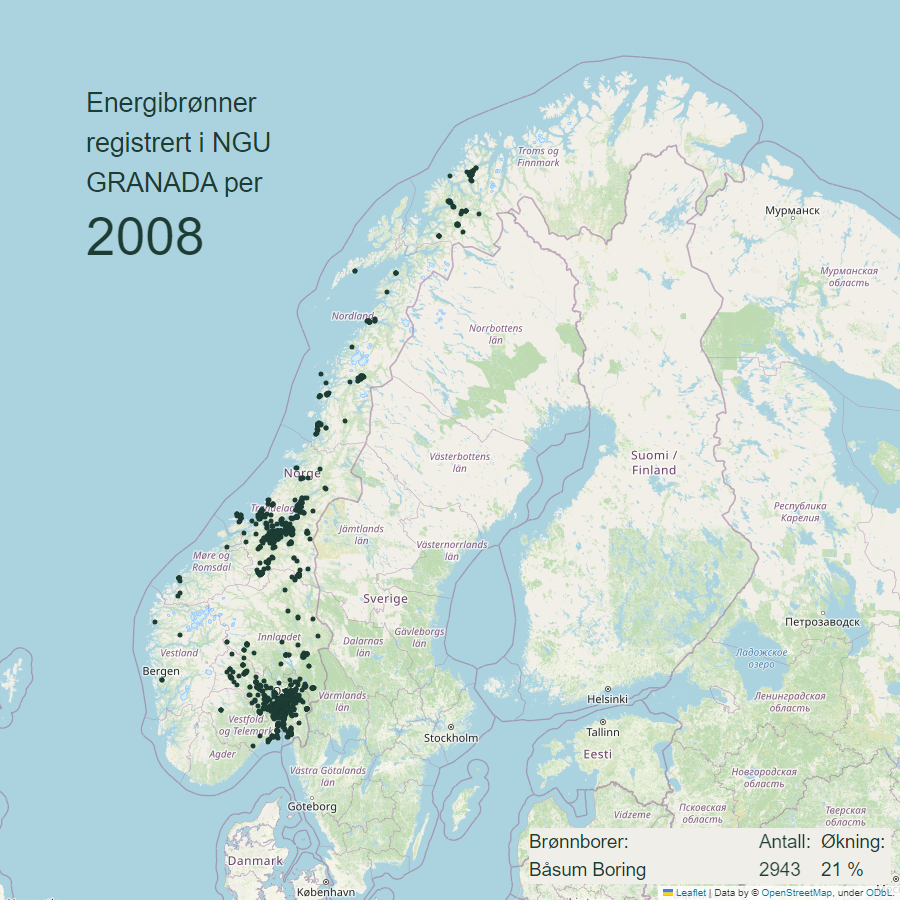 Energibrønner
registrert i NGU
GRANADA per
2008
Troms og
Finnmark
Мурманск
Мурманская
область
Nordland
Norrbottens
län
Västerbottens
län
Suomi /
Finland
Norge
Республика
Карелия
Jämtlands
län
Västernorrlands
län
Møre og
Romsdal
Sverige
Петрозаводск
Gävleborgs
län
Innlandet
Dalarnas
län
Vestland
Ладожское
озеро
Bergen
Värmlands
län
Helsinki
Ленинградская
область
Vestfold
og Telemark
Stockholm
Tallinn
Agder
Eesti
Västra Götalands
län
Новгородская
область
Göteborg
Псковская
область
Vidzeme
Тверская
область
Danmark
København
Brønnborer: Antall: Økning:
Båsum Boring 2943 21 %
Leaflet | Data by © OpenStreetMap, under ODbL.